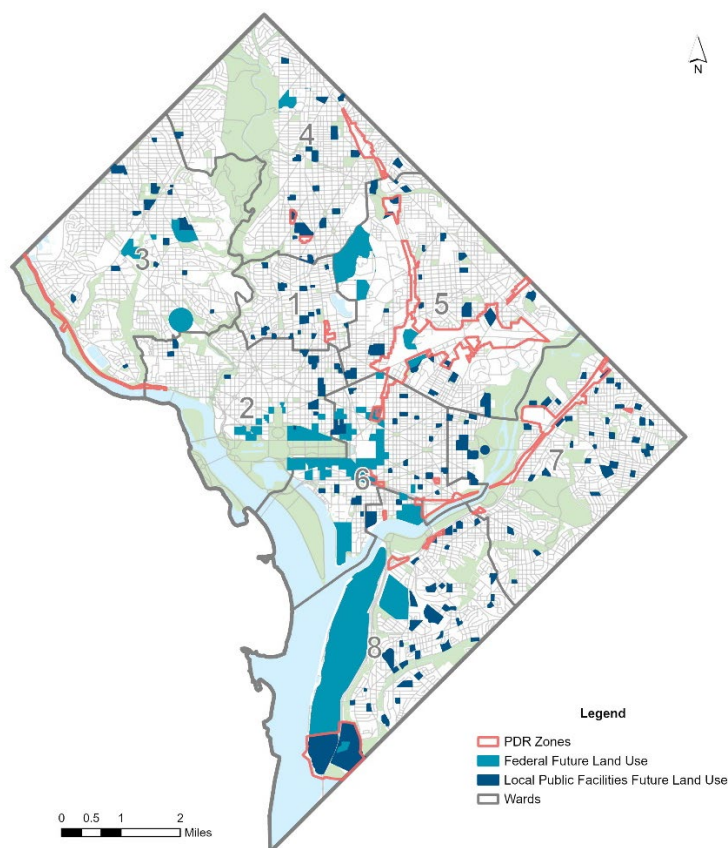 N
4
3
5
1
2
7
6
8
Legend
PDR Zones
Federal Future Land Use
Local Public Facilities Future Land Use
Wards
0 0.5 1 2
Miles